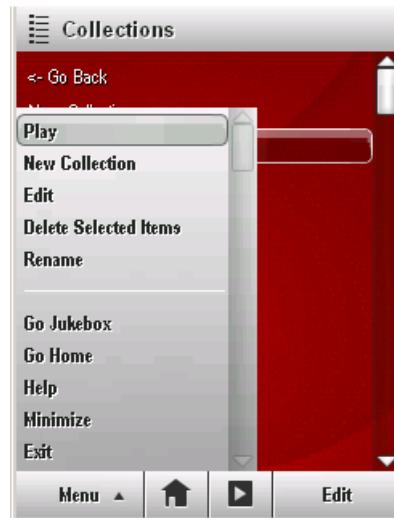 Collections
<- Go Back
Play
New Collection
Edit
Delete Selected Items
Rename
Go Jukebox
Go Home
Help
Minimize
Exit
Menu
Edit